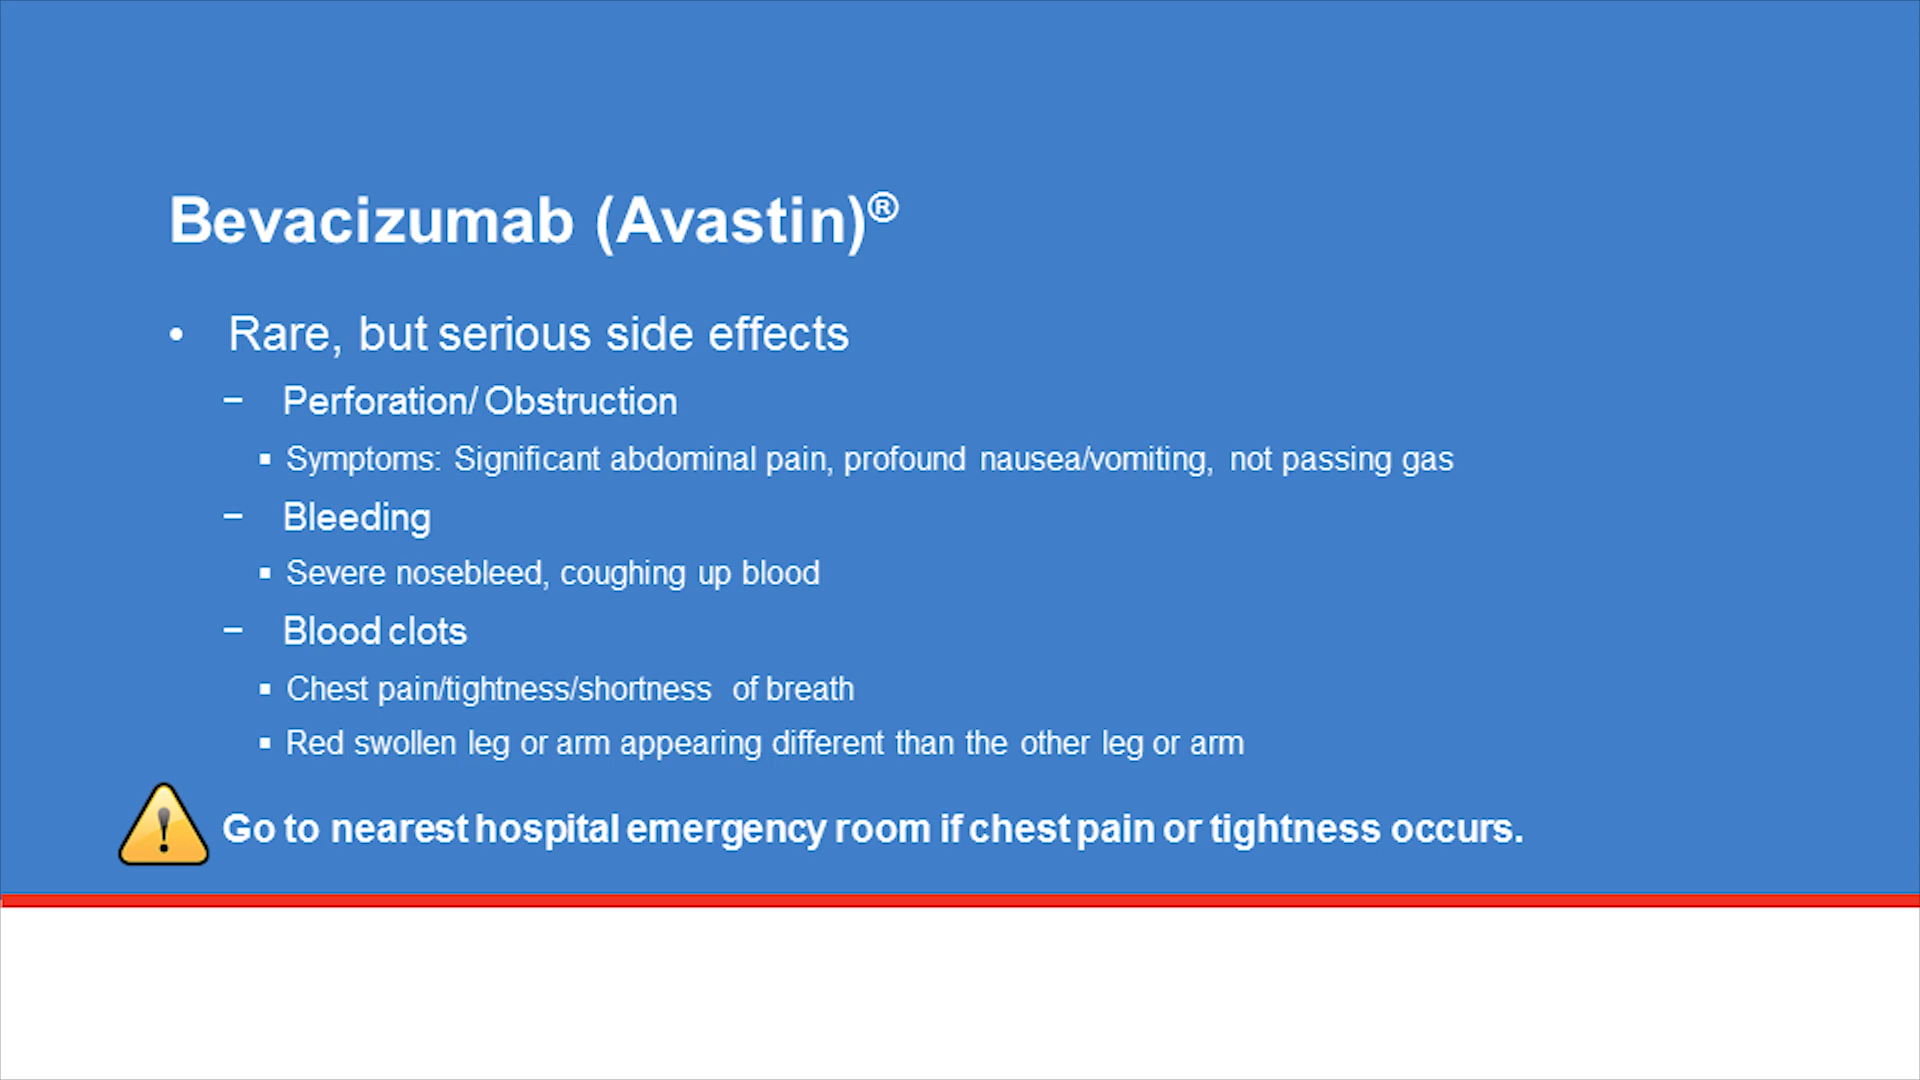 Bevacizumab (Avastin)®
• Rare, but serious side effects
– Perforation/ Obstruction
▪ Symptoms: Significant abdominal pain, profound nausea/vomiting, not passing gas
– Bleeding
▪ Severe nosebleed, coughing up blood
– Blood clots
▪ Chest pain/tightness/shortness of breath
▪ Red swollen leg or arm appearing different than the other leg or arm
! Go to nearest hospital emergency room if chest pain or tightness occurs.